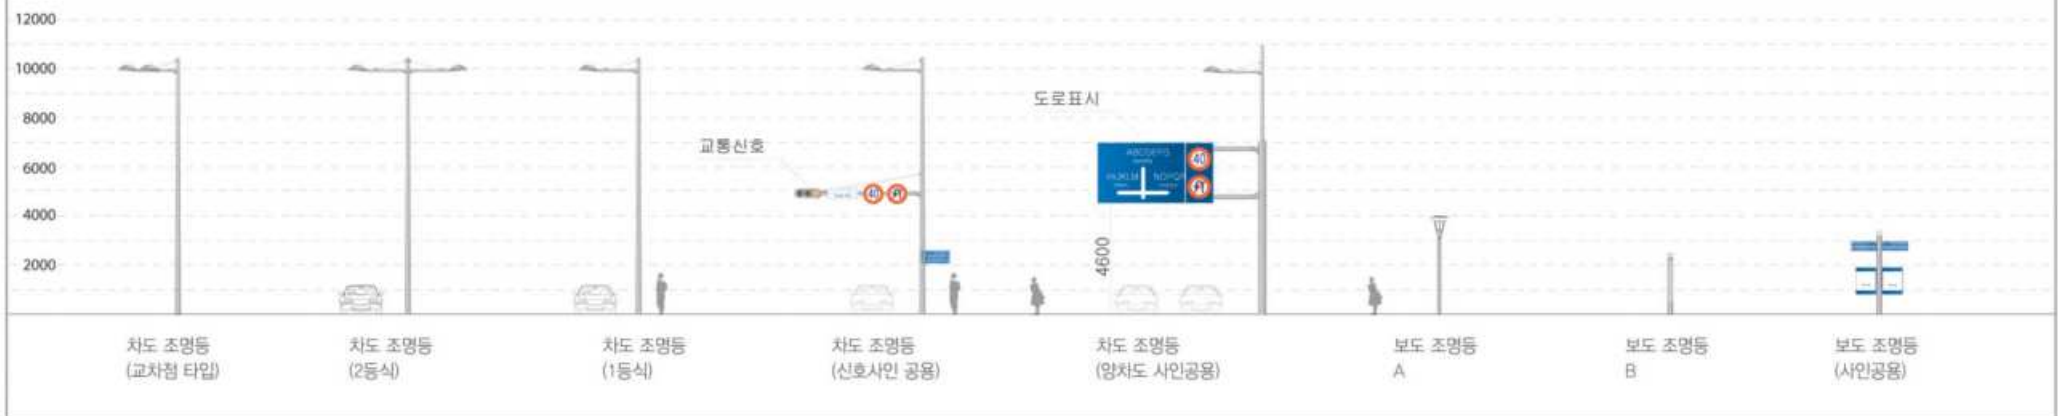 12000
10000
8000
6000
4000
2000
교통신호
40
도로표시
ABCDEFG
HIJKLM
NOPQR
40
4600
차도 조명등
(교차점 타입)
차도 조명등
(2등식)
차도 조명등
(1등식)
차도 조명등
(신호사인 공용)
차도 조명등
(양차도 사인공용)
보도 조명등
A
보도 조명등
B
보도 조명등
(사인공용)